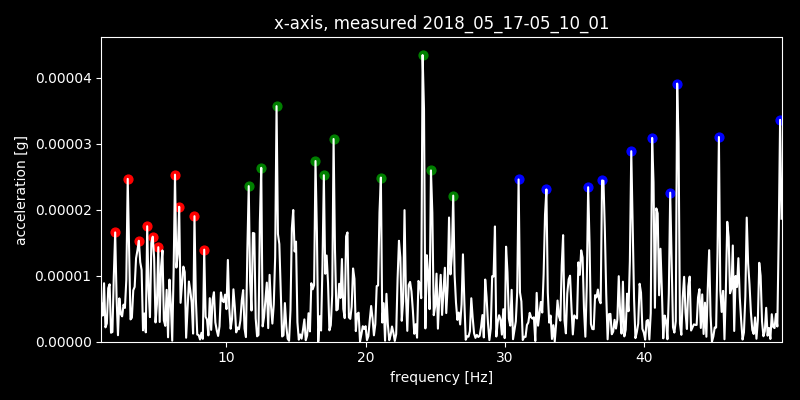 x-axis, measured 2018_05_17-05_10_01
0.00004
0.00003
0.00002
0.00001
0.00000
acceleration [g]
10 20 30 40
frequency [Hz]